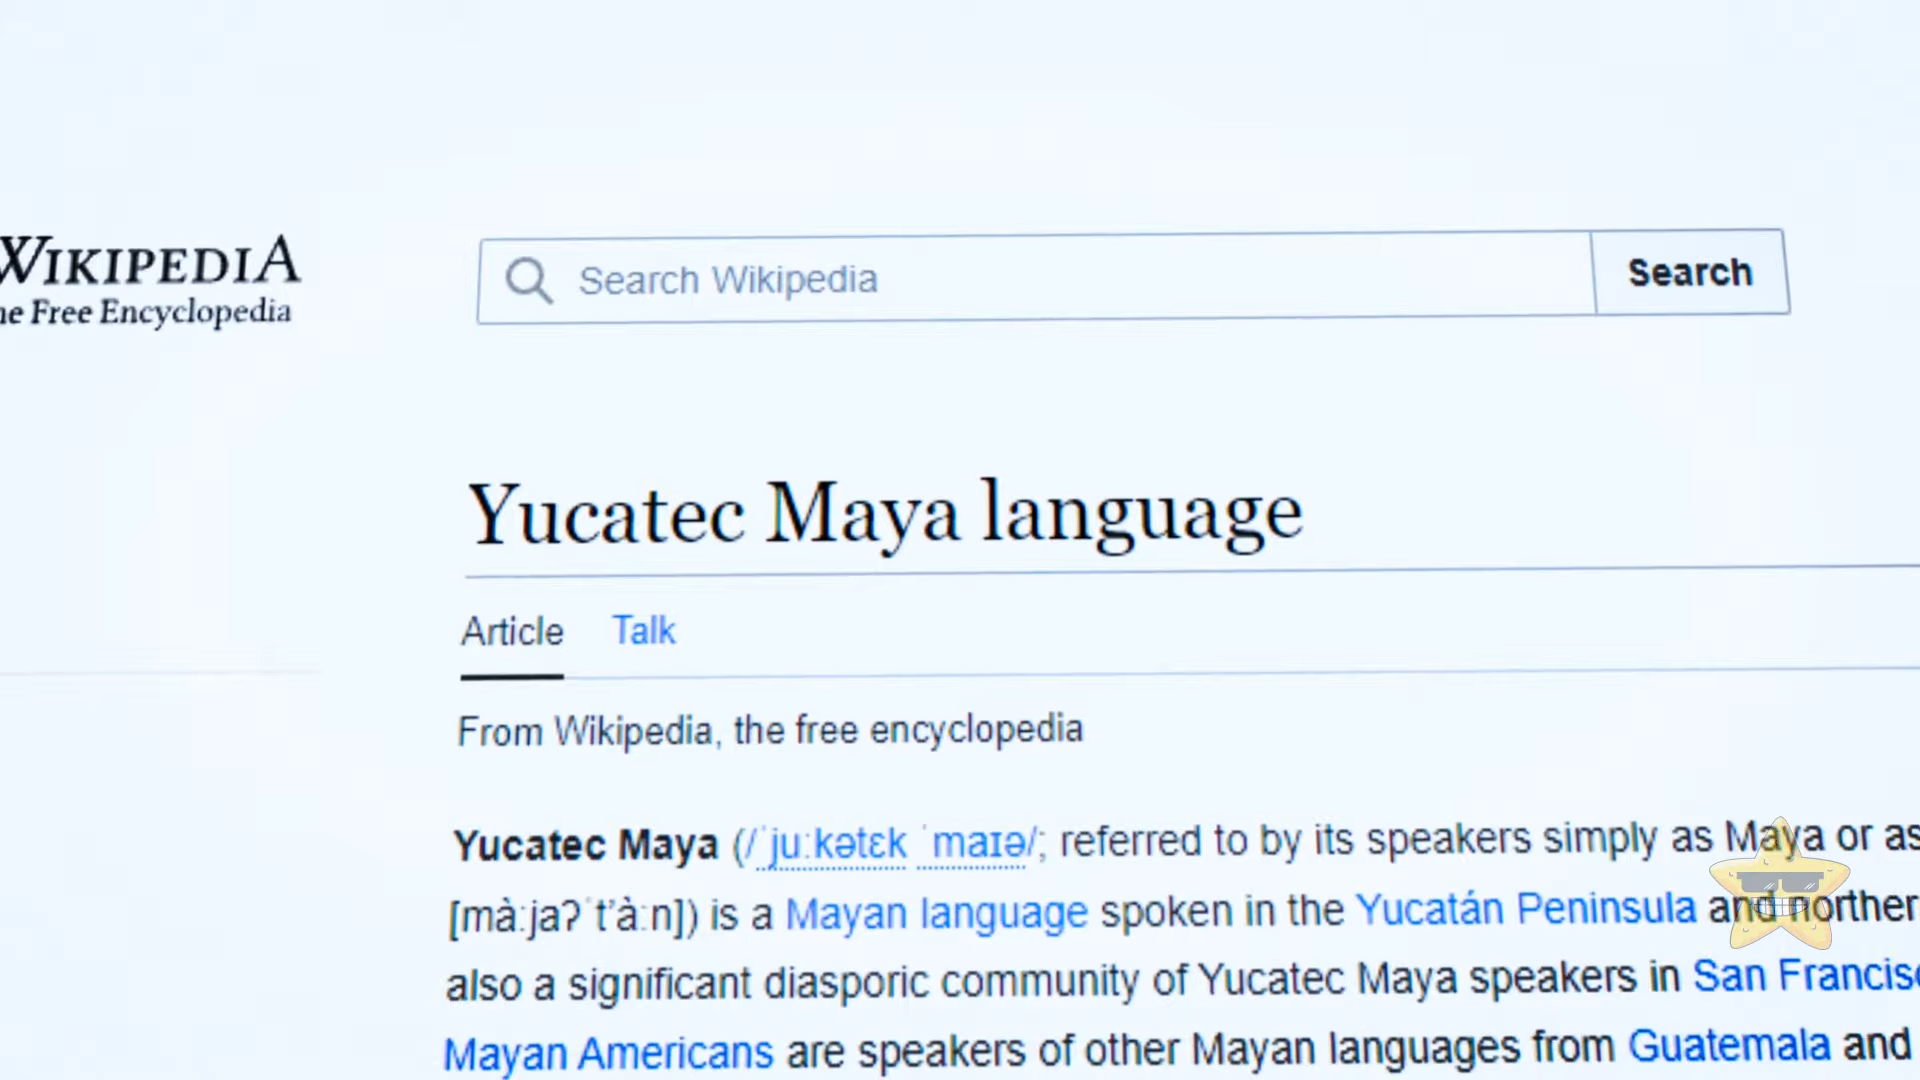 WIKIPEDIA
he Free Encyclopedia
Search Wikipedia
Search
Yucatec Maya language
Article Talk
From Wikipedia, the free encyclopedia
Yucatec Maya (/ˈjuːkətɛk ˈmaɪə/; referred to by its speakers simply as Maya or as
[màːjaʔˈtʼàːn]) is a Mayan language spoken in the Yucatán Peninsula and norther
also a significant diasporic community of Yucatec Maya speakers in San Francisc
Mayan Americans are speakers of other Mayan languages from Guatemala and